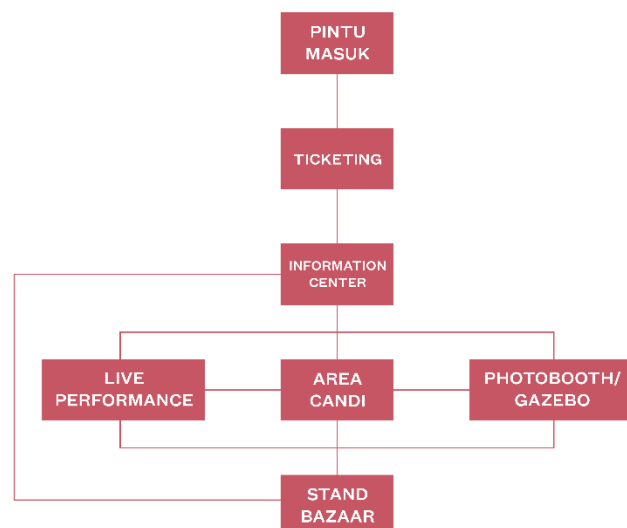 PINTU
MASUK
TICKETING
INFORMATION
CENTER
LIVE
PERFORMANCE
AREA
CANDI
PHOTOBOOTH/
GAZEBO
STAND
BAZAAR